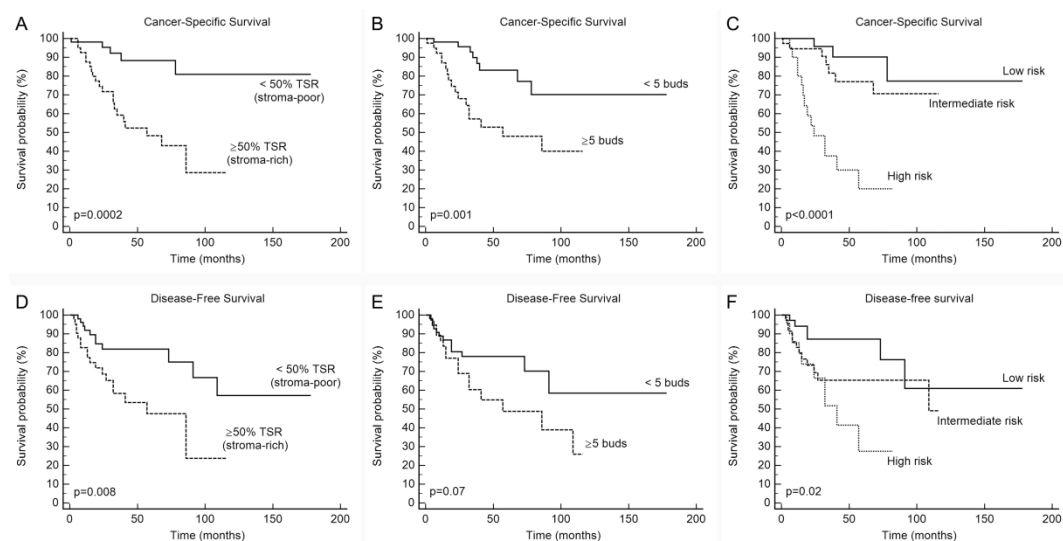 A
Cancer-Specific Survival
Survival probability (%)
100
90
80
70
60
50
40
30
20
10
0
< 50% TSR
(stroma-poor)
≥50% TSR
(stroma-rich)
p=0.0002
0 50 100 150 200
Time (months)
B
Cancer-Specific Survival
Survival probability (%)
100
90
80
70
60
50
40
30
20
10
0
< 5 buds
≥5 buds
p=0.001
0 50 100 150 200
Time (months)
C
Cancer-Specific Survival
Survival probability (%)
100
90
80
70
60
50
40
30
20
10
0
Low risk
Intermediate risk
High risk
p<0.0001
0 50 100 150 200
Time (months)
D
Disease-Free Survival
Survival probability (%)
100
90
80
70
60
50
40
30
20
10
0
< 50% TSR
(stroma-poor)
≥50% TSR
(stroma-rich)
p=0.008
0 50 100 150 200
Time (months)
E
Disease-Free Survival
Survival probability (%)
100
90
80
70
60
50
40
30
20
10
0
< 5 buds
≥5 buds
p=0.07
0 50 100 150 200
Time (months)
F
Disease-free survival
Survival probability (%)
100
90
80
70
60
50
40
30
20
10
0
Low risk
Intermediate risk
High risk
p=0.02
0 50 100 150 200
Time (months)